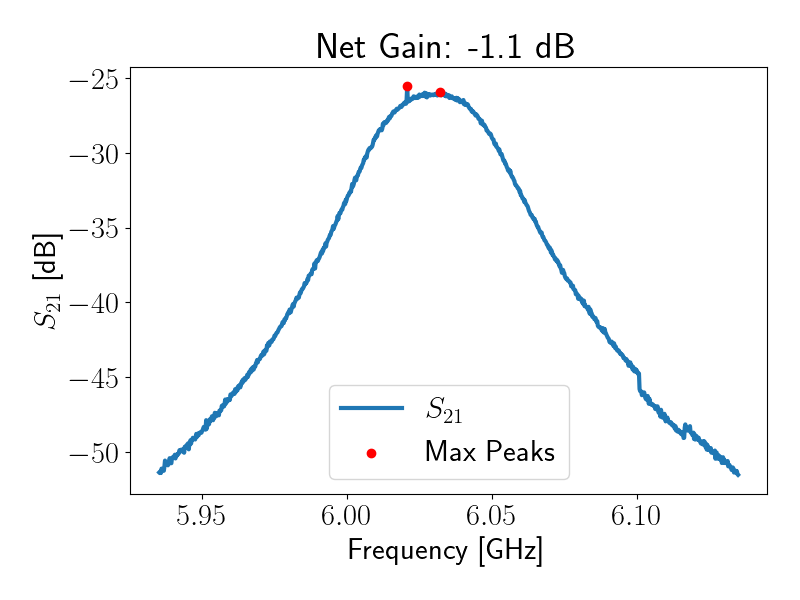 Net Gain: -1.1 dB
−25
−30
−35
−40
−45
−50
S21 [dB]
S21
Max Peaks
5.95
6.00
6.05
6.10
Frequency [GHz]